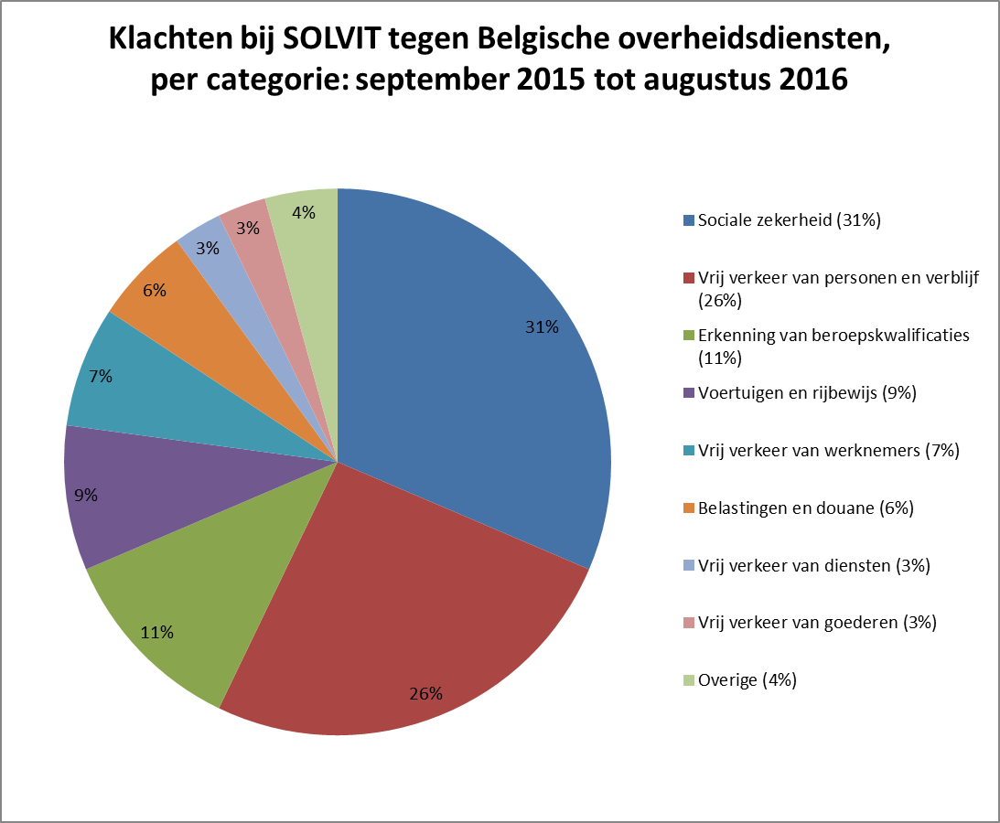 Klachten bij SOLVIT tegen Belgische overheidsdiensten,
per categorie: september 2015 tot augustus 2016
31%
26%
11%
9%
7%
6%
3%
3%
4%
Sociale zekerheid (31%)
Vrij verkeer van personen en verblijf
(26%)
Erkenning van beroepskwalificaties
(11%)
Voertuigen en rijbewijs (9%)
Vrij verkeer van werknemers (7%)
Belastingen en douane (6%)
Vrij verkeer van diensten (3%)
Vrij verkeer van goederen (3%)
Overige (4%)